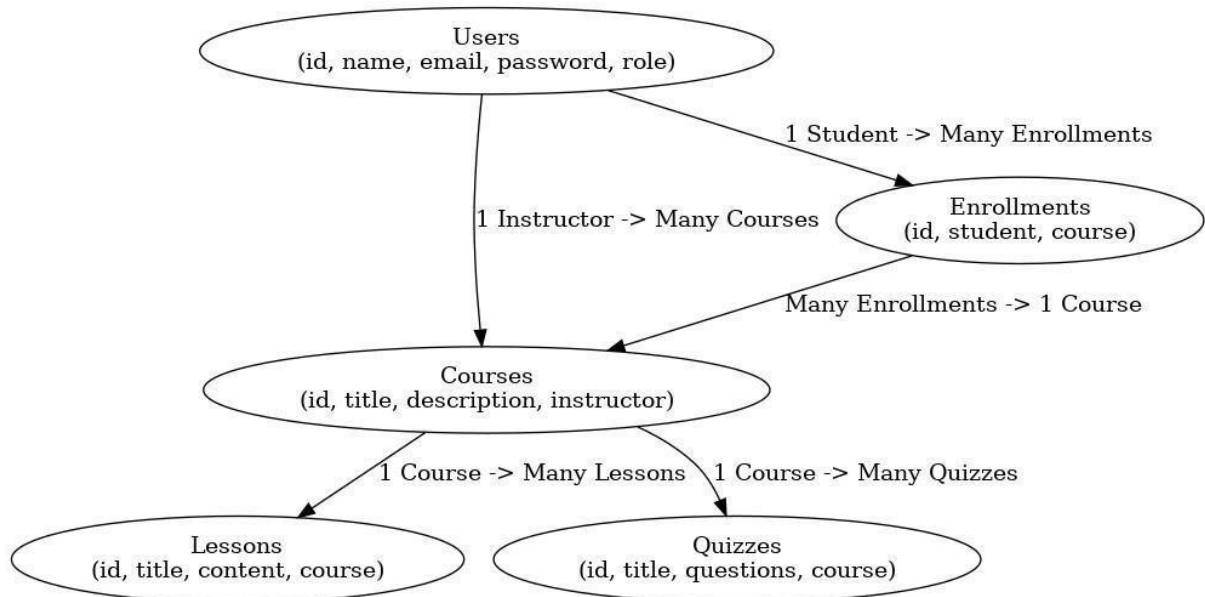 Users
(id, name, email, password, role)
1 Student -> Many Enrollments
1 Instructor -> Many Courses
Enrollments
(id, student, course)
Many Enrollments -> 1 Course
Courses
(id, title, description, instructor)
1 Course -> Many Lessons
1 Course -> Many Quizzes
Lessons
(id, title, content, course)
Quizzes
(id, title, questions, course)